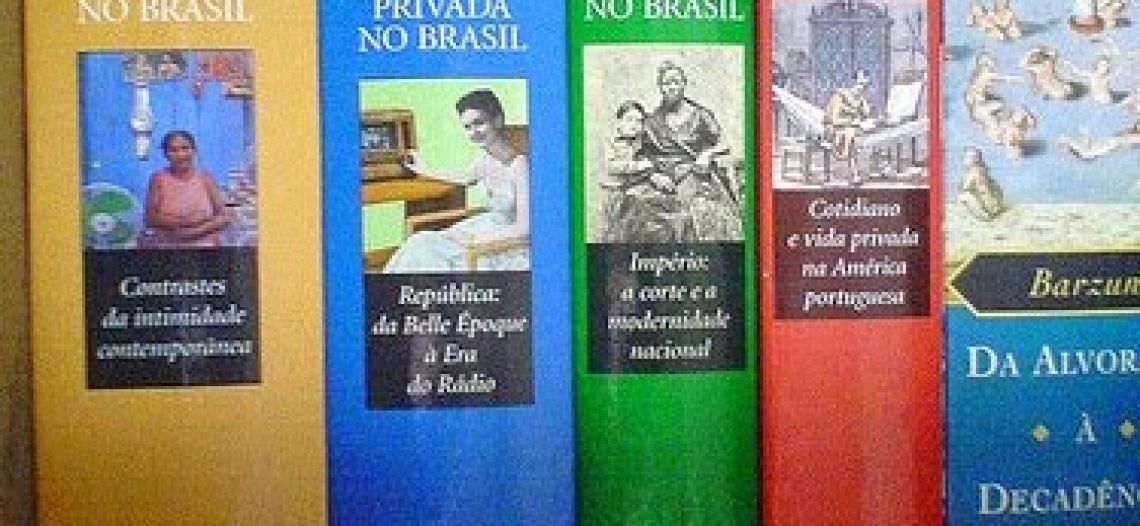 NO BRASIL
Contrastes
da intimidade
contemporânea
PRIVADA
NO BRASIL
República:
da Belle Époque
à Era
do Rádio
NO BRASIL
Império:
a corte e a
modernidade
nacional
Cotidiano
e vida privada
na América
portuguesa
Barzun
DA ALVOR
À
DECADÊN